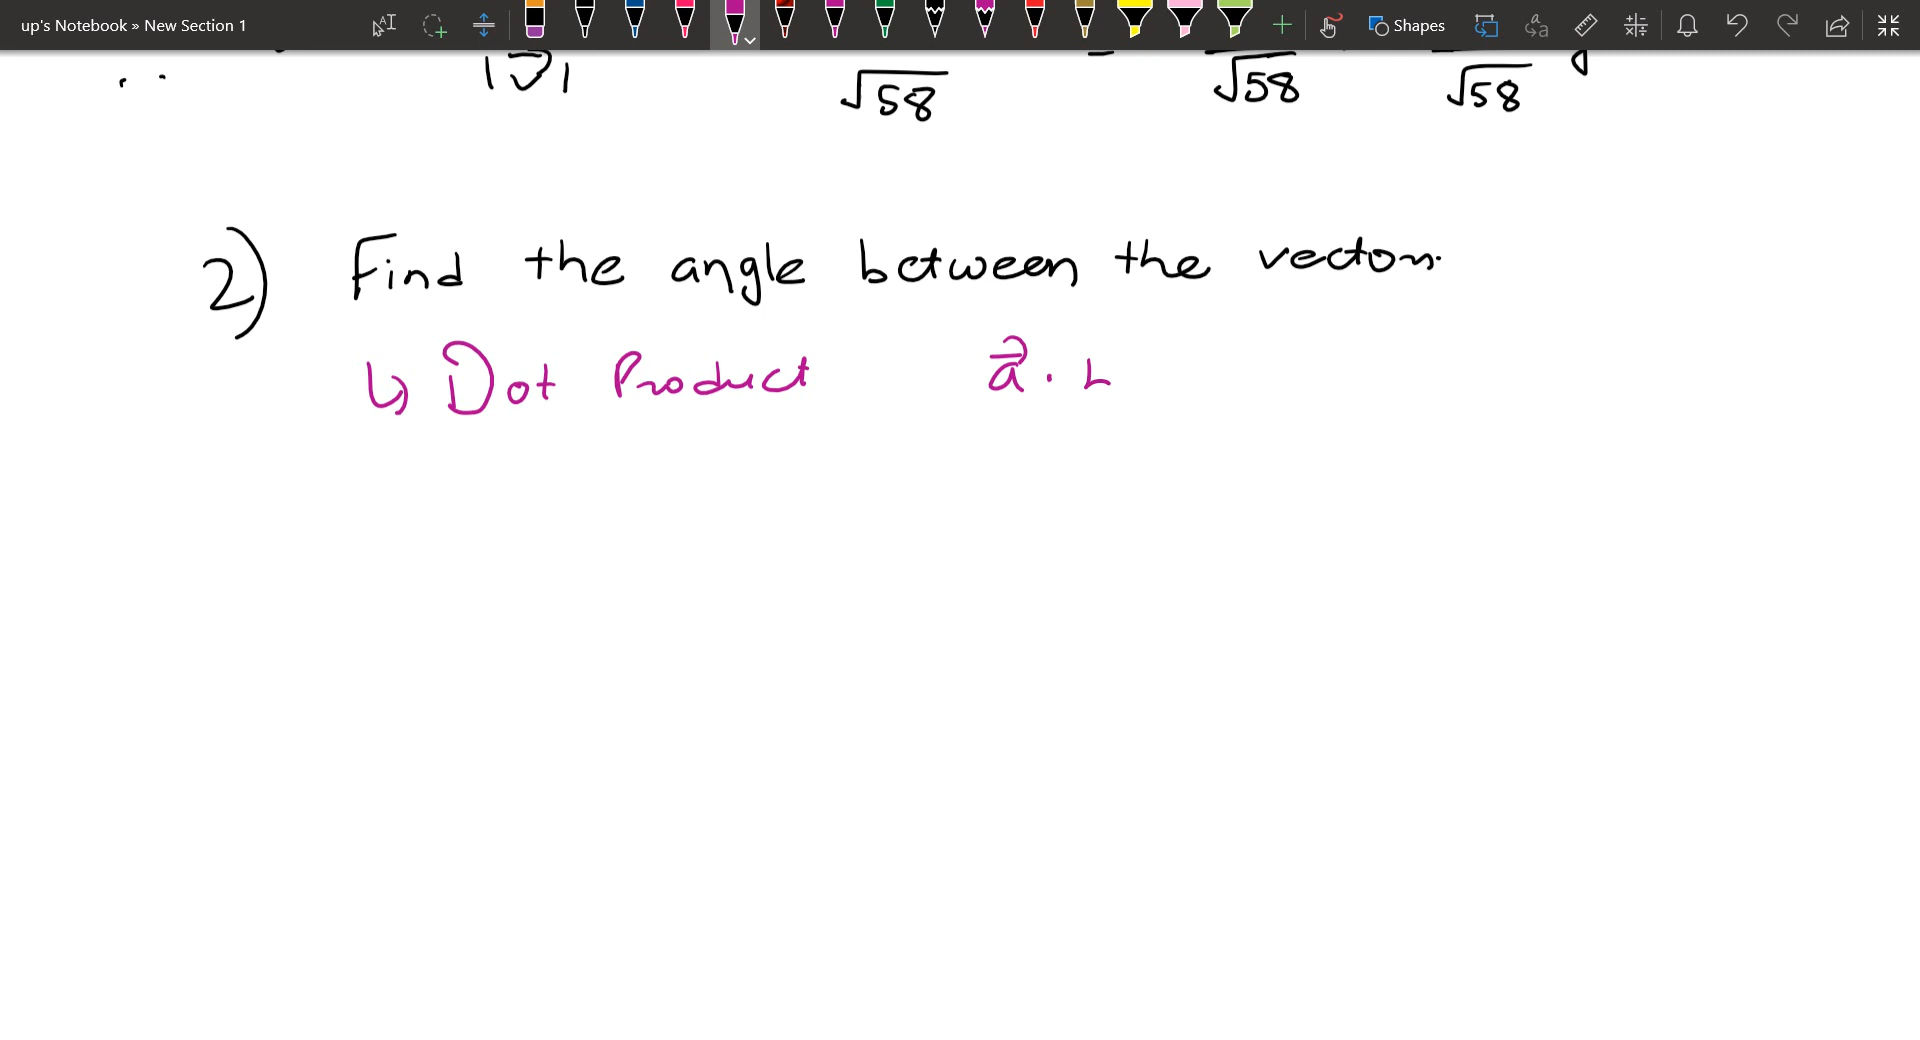 up's Notebook » New Section 1
Shapes
√58 = √58 √58
2) Find the angle between the vectors.
↳ Dot Product a⃗ .